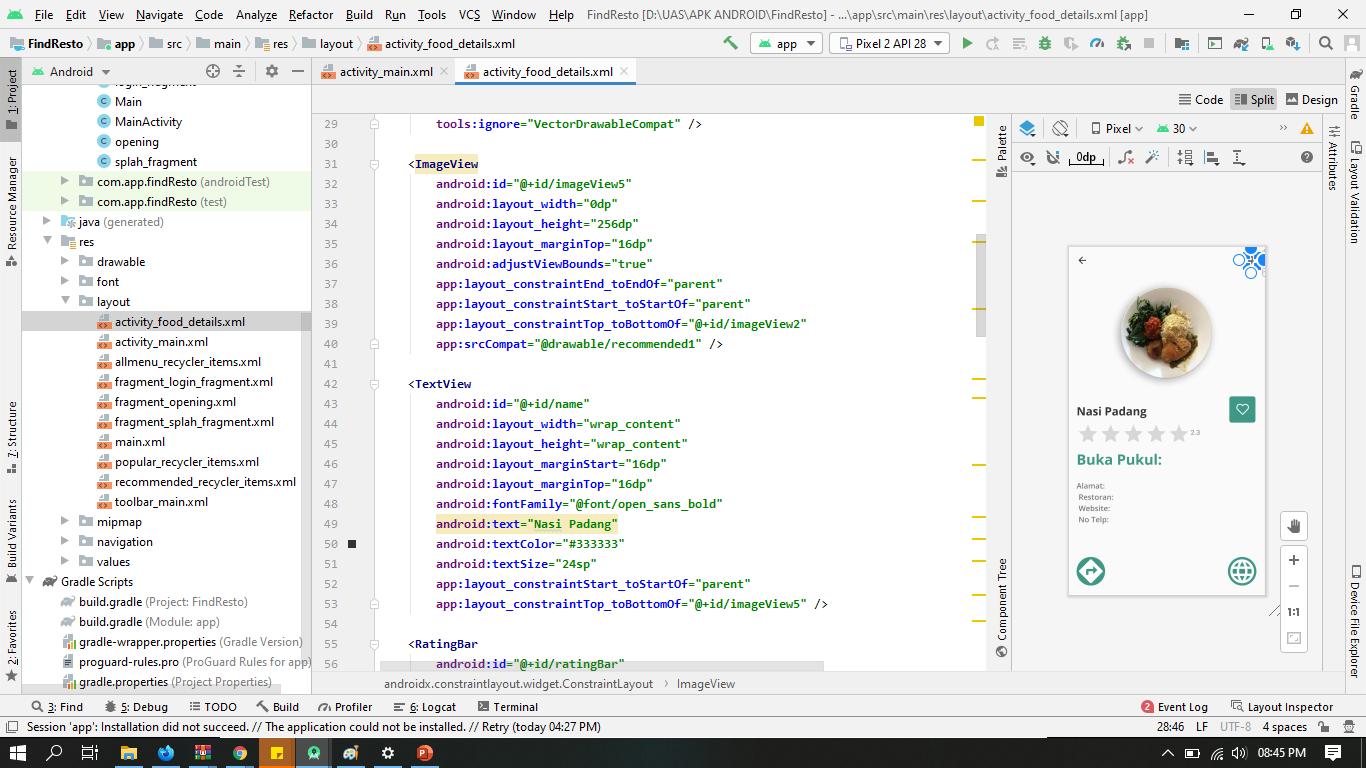 File Edit View Navigate Code Analyze Refactor Build Run Tools VCS Window Help FindResto [D:\UAS\APK ANDROID\FindResto] - ...\app\src\main\res\layout\activity_food_details.xml [app]
FindResto app src main res layout activity_food_details.xml app Pixel 2 API 28
1: Project
Resource Manager
7: Structure
Build Variants
2: Favorites
Android
Main
MainActivity
opening
splah_fragment
com.app.findResto (androidTest)
com.app.findResto (test)
java (generated)
res
drawable
font
layout
activity_food_details.xml
activity_main.xml
allmenu_recycler_items.xml
fragment_login_fragment.xml
fragment_opening.xml
fragment_splah_fragment.xml
main.xml
popular_recycler_items.xml
recommended_recycler_items.xml
toolbar_main.xml
mipmap
navigation
values
Gradle Scripts
build.gradle (Project: FindResto)
build.gradle (Module: app)
gradle-wrapper.properties (Gradle Version)
proguard-rules.pro (ProGuard Rules for app)
gradle.properties (Project Properties)
activity_main.xml activity_food_details.xml
Code Split Design
29 tools:ignore="VectorDrawableCompat" />
30
31 <ImageView
32 android:id="@+id/imageView5"
33 android:layout_width="0dp"
34 android:layout_height="256dp"
35 android:layout_marginTop="16dp"
36 android:adjustViewBounds="true"
37 app:layout_constraintEnd_toEndOf="parent"
38 app:layout_constraintStart_toStartOf="parent"
39 app:layout_constraintTop_toBottomOf="@+id/imageView2"
40 app:srcCompat="@drawable/recommended1" />
41
42 <TextView
43 android:id="@+id/name"
44 android:layout_width="wrap_content"
45 android:layout_height="wrap_content"
46 android:layout_marginStart="16dp"
47 android:layout_marginTop="16dp"
48 android:fontFamily="@font/open_sans_bold"
49 android:text="Nasi Padang"
50 android:textColor="#333333"
51 android:textSize="24sp"
52 app:layout_constraintStart_toStartOf="parent"
53 app:layout_constraintTop_toBottomOf="@+id/imageView5" />
54
55 <RatingBar
56 android:id="@+id/ratingBar"
androidx.constraintlayout.widget.ConstraintLayout ImageView
Palette
Component Tree
Pixel 30
0dp
Nasi Padang
2.3
Buka Pukul:
Alamat:
Restoran:
Website:
No Telp:
1:1
Gradle
Attributes
Layout Validation
Device File Explorer
3: Find 5: Debug TODO Build Profiler 6: Logcat Terminal 2 Event Log Layout Inspector
Session 'app': Installation did not succeed. // The application could not be installed. // Retry (today 04:27 PM) 28:46 LF UTF-8 4 spaces
08:45 PM